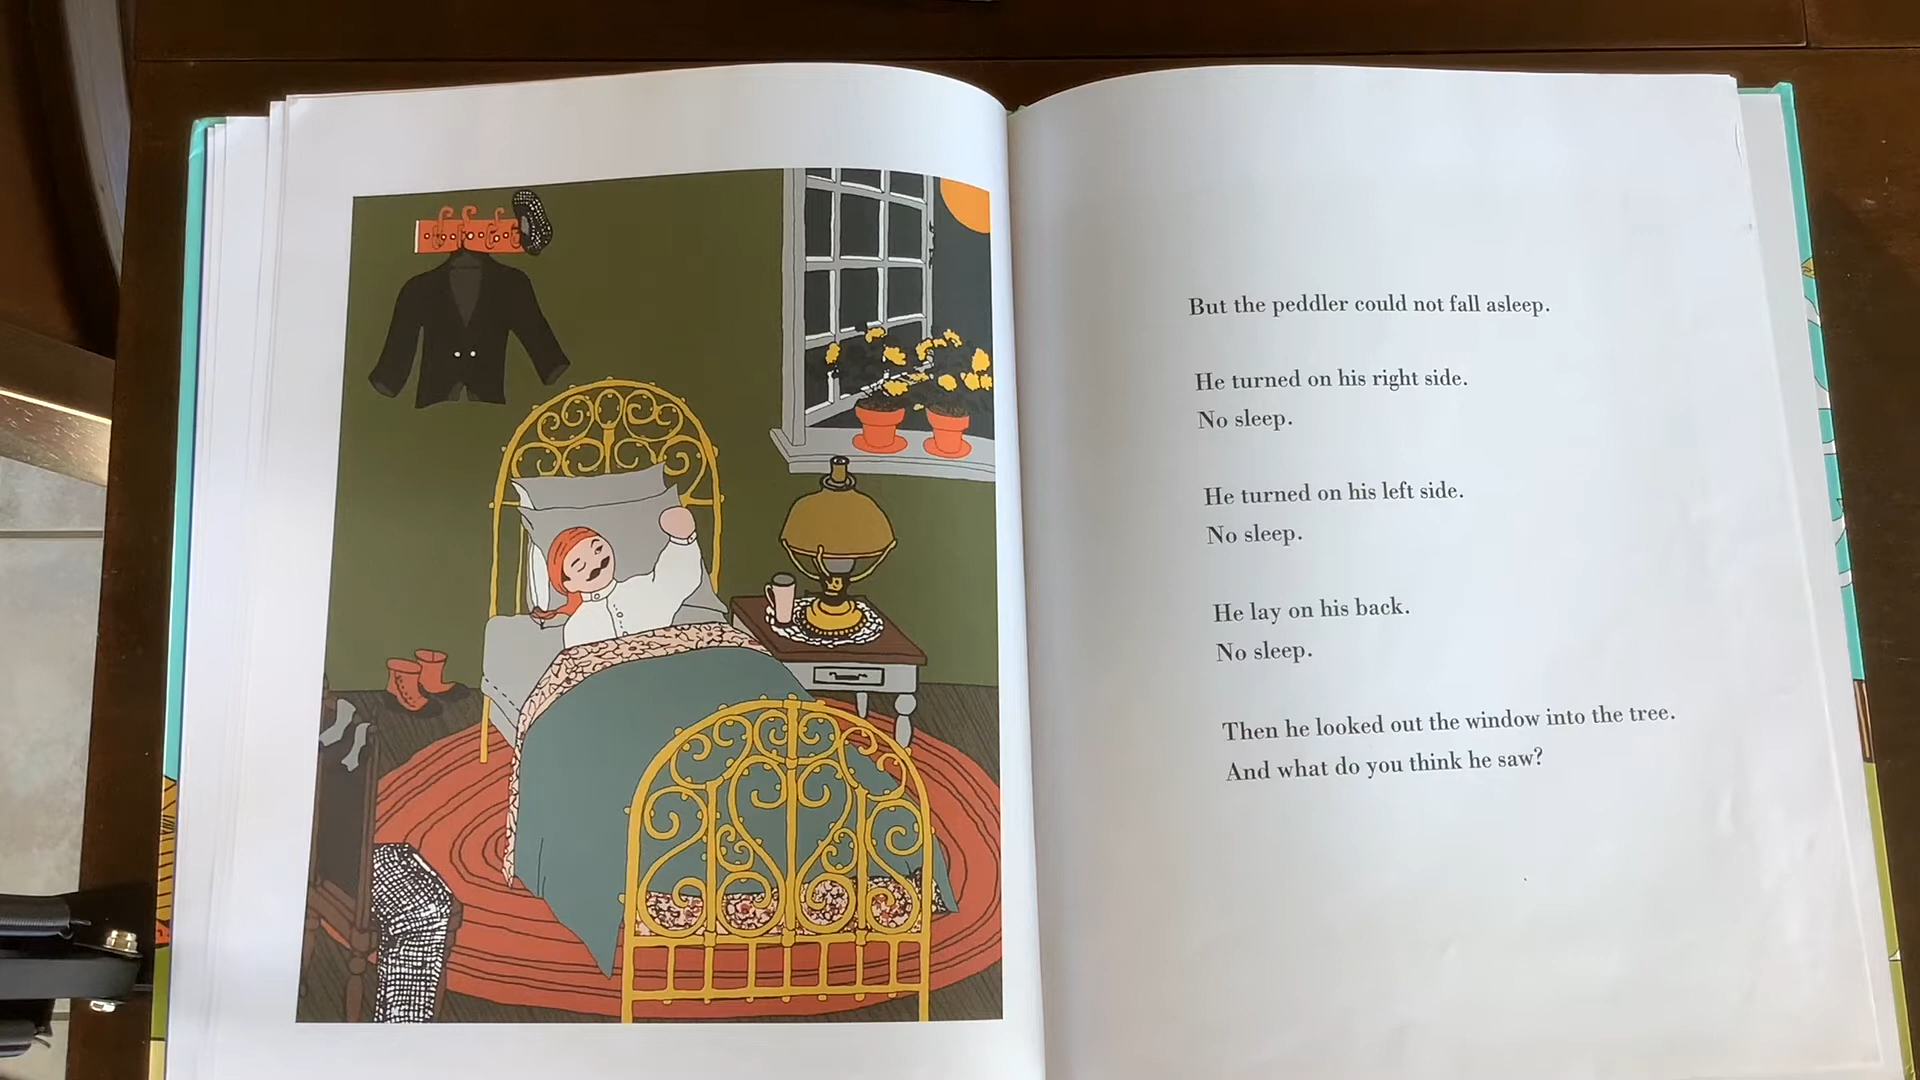 But the peddler could not fall asleep.
He turned on his right side.
No sleep.
He turned on his left side.
No sleep.
He lay on his back.
No sleep.
Then he looked out the window into the tree.
And what do you think he saw?